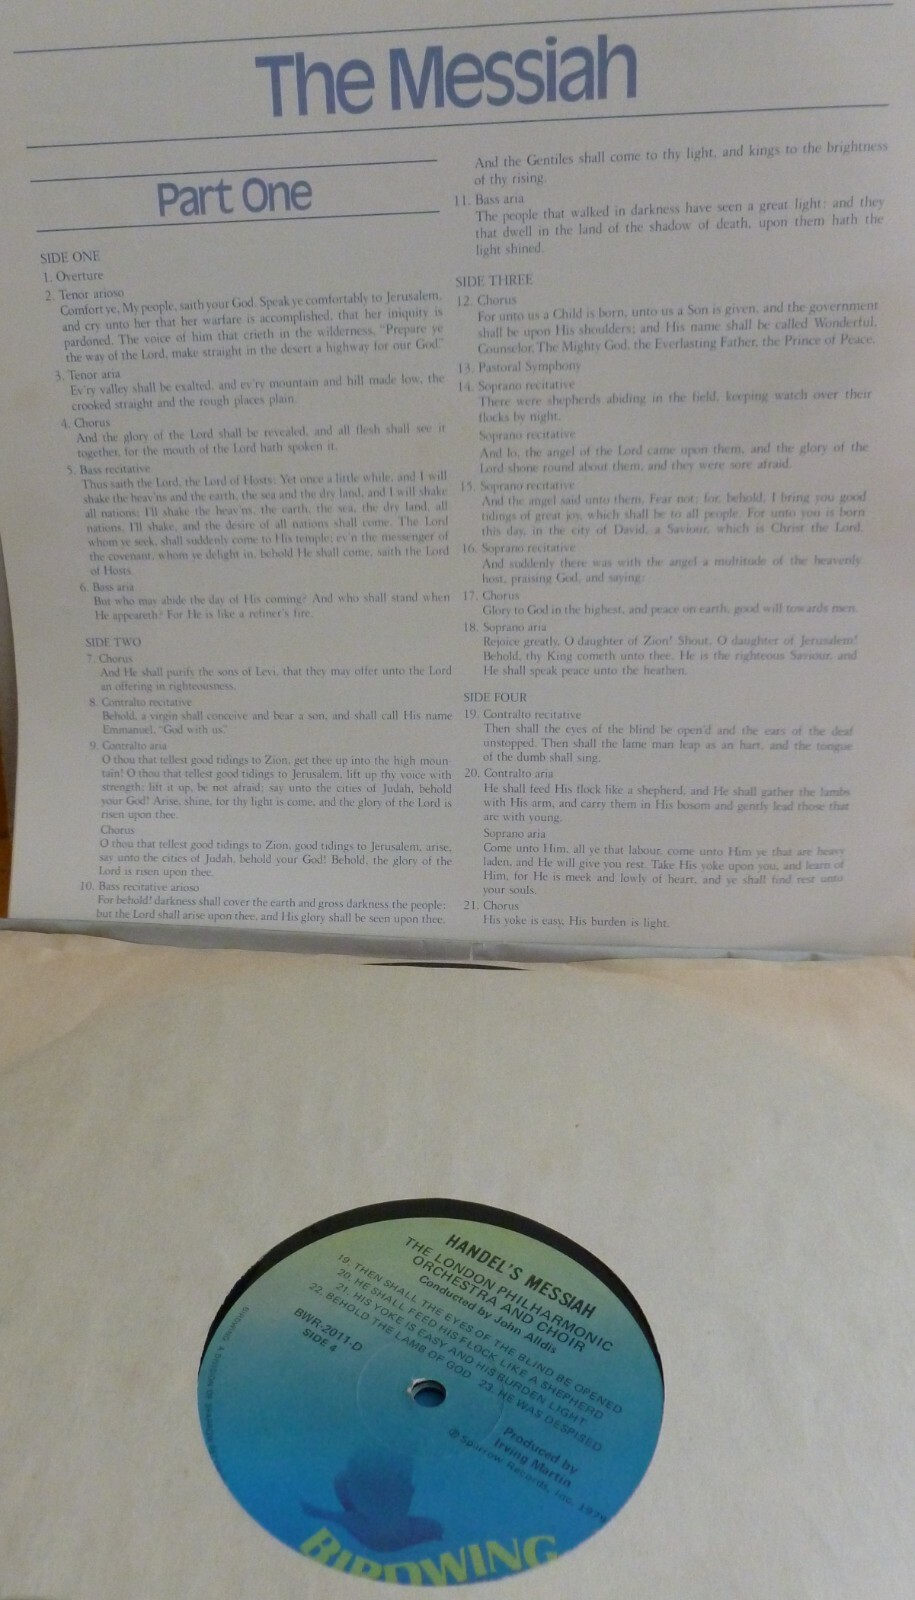 The Messiah
Part One
SIDE ONE
1. Overture
2. Tenor arioso
Comfort ye, My people, saith your God. Speak ye comfortably to Jerusalem,
and cry unto her that her warfare is accomplished, that her iniquity is
pardoned. The voice of him that crieth in the wilderness, "Prepare ye
the way of the Lord, make straight in the desert a highway for our God."
3. Tenor aria
Ev'ry valley shall be exalted, and ev'ry mountain and hill made low, the
crooked straight and the rough places plain.
4. Chorus
And the glory of the Lord shall be revealed, and all flesh shall see it
together, for the mouth of the Lord hath spoken it.
5. Bass recitative
Thus saith the Lord, the Lord of Hosts: Yet once a little while, and I will
shake the heav'ns and the earth, the sea and the dry land, and I will shake
all nations; I'll shake the heav'ns, the earth, the sea, the dry land, all
nations, I'll shake, and the desire of all nations shall come. The Lord
whom ye seek, shall suddenly come to His temple; ev'n the messenger of
the covenant, whom ye delight in, behold He shall come, saith the Lord
of Hosts.
6. Bass aria
But who may abide the day of His coming? And who shall stand when
He appeareth? For He is like a refiner's fire.
SIDE TWO
7. Chorus
And He shall purify the sons of Levi, that they may offer unto the Lord
an offering in righteousness.
8. Contralto recitative
Behold, a virgin shall conceive and bear a son, and shall call His name
Emmanuel, "God with us."
9. Contralto aria
O thou that tellest good tidings to Zion, get thee up into the high moun
tain! O thou that tellest good tidings to Jerusalem, lift up thy voice with
strength; lift it up, be not afraid; say unto the cities of Judah, behold
your God! Arise, shine, for thy light is come, and the glory of the Lord is
risen upon thee.
Chorus
O thou that tellest good tidings to Zion, good tidings to Jerusalem, arise,
say unto the cities of Judah, behold your God! Behold, the glory of the
Lord is risen upon thee.
10. Bass recitative arioso
For behold! darkness shall cover the earth and gross darkness the people;
but the Lord shall arise upon thee, and His glory shall be seen upon thee.
And the Gentiles shall come to thy light, and kings to the brightness
of thy rising.
11. Bass aria
The people that walked in darkness have seen a great light: and they
that dwell in the land of the shadow of death, upon them hath the
light shined.
SIDE THREE
12. Chorus
For unto us a Child is born, unto us a Son is given, and the government
shall be upon His shoulders; and His name shall be called Wonderful,
Counselor, The Mighty God, the Everlasting Father, the Prince of Peace.
13. Pastoral Symphony
14. Soprano recitative
There were shepherds abiding in the field, keeping watch over their
flocks by night.
Soprano recitative
And lo, the angel of the Lord came upon them, and the glory of the
Lord shone round about them, and they were sore afraid.
15. Soprano recitative
And the angel said unto them, Fear not; for, behold, I bring you good
tidings of great joy, which shall be to all people. For unto you is born
this day, in the city of David, a Saviour, which is Christ the Lord.
16. Soprano recitative
And suddenly there was with the angel a multitude of the heavenly
host, praising God, and saying:
17. Chorus
Glory to God in the highest, and peace on earth, good will towards men.
18. Soprano aria
Rejoice greatly, O daughter of Zion! Shout, O daughter of Jerusalem!
Behold, thy King cometh unto thee. He is the righteous Saviour, and
He shall speak peace unto the heathen.
SIDE FOUR
19. Contralto recitative
Then shall the eyes of the blind be open'd and the ears of the deaf
unstopped. Then shall the lame man leap as an hart, and the tongue
of the dumb shall sing.
20. Contralto aria
He shall feed His flock like a shepherd, and He shall gather the lambs
with His arm, and carry them in His bosom and gently lead those that
are with young.
Soprano aria
Come unto Him, all ye that labour, come unto Him ye that are heavy
laden, and He will give you rest. Take His yoke upon you, and learn of
Him, for He is meek and lowly of heart, and ye shall find rest unto
your souls.
21. Chorus
His yoke is easy, His burden is light.
HANDEL'S MESSIAH
THE LONDON PHILHARMONIC
ORCHESTRA AND CHOIR
Conducted by John Alldis
19. THEN SHALL THE EYES OF THE BLIND BE OPENED
20. HE SHALL FEED HIS FLOCK LIKE A SHEPHERD
21. HIS YOKE IS EASY AND HIS BURDEN LIGHT
22. BEHOLD THE LAMB OF GOD 23. HE WAS DESPISED
BWR-2011-D
SIDE 4
Produced by
Irving Martin
℗ Sparrow Records, Inc. 1979
BIRDWING